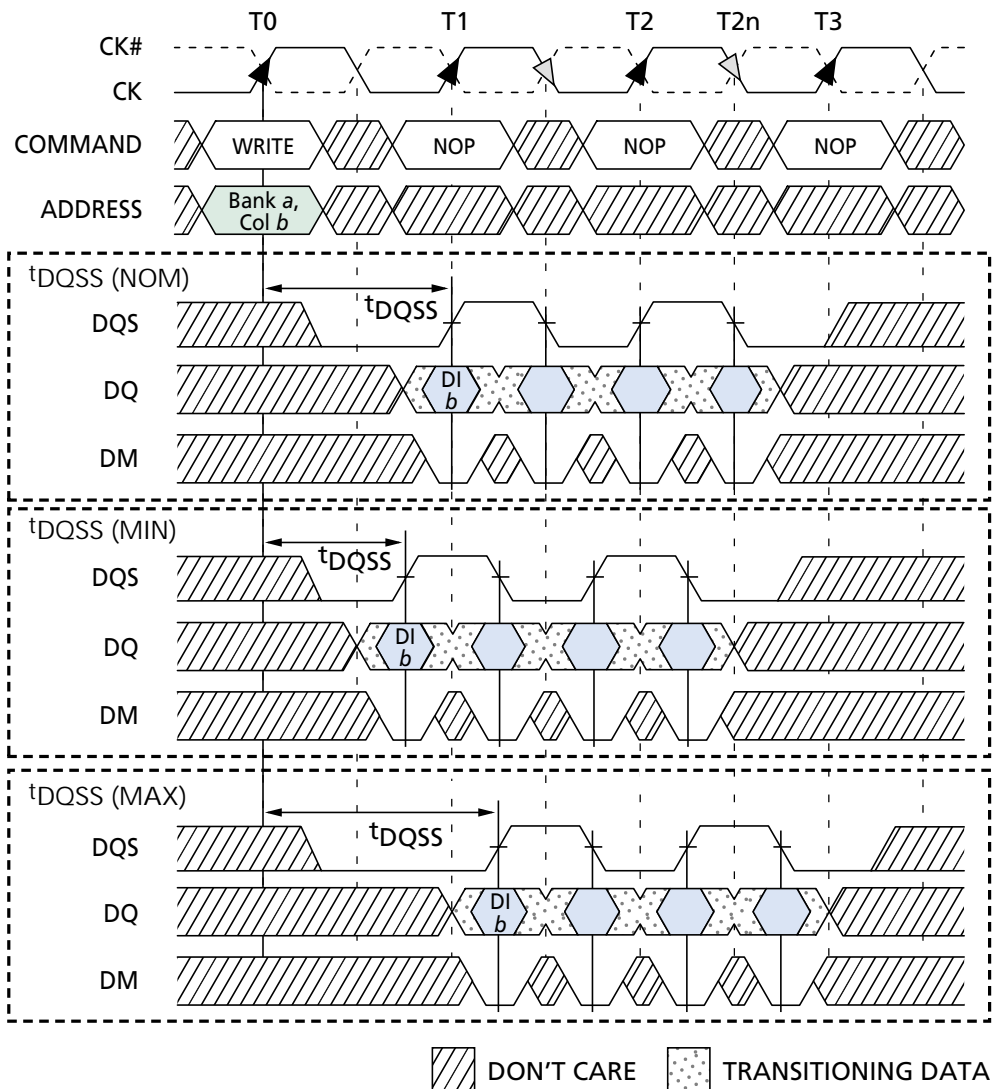 T0 T1 T2 T2n T3
CK#
CK
COMMAND WRITE NOP NOP NOP
ADDRESS Bank a,
Col b
tDQSS (NOM)
tDQSS
DQS
DQ DI
b
DM
tDQSS (MIN)
tDQSS
DQS
DQ DI
b
DM
tDQSS (MAX)
tDQSS
DQS
DQ DI
b
DM
DON'T CARE TRANSITIONING DATA